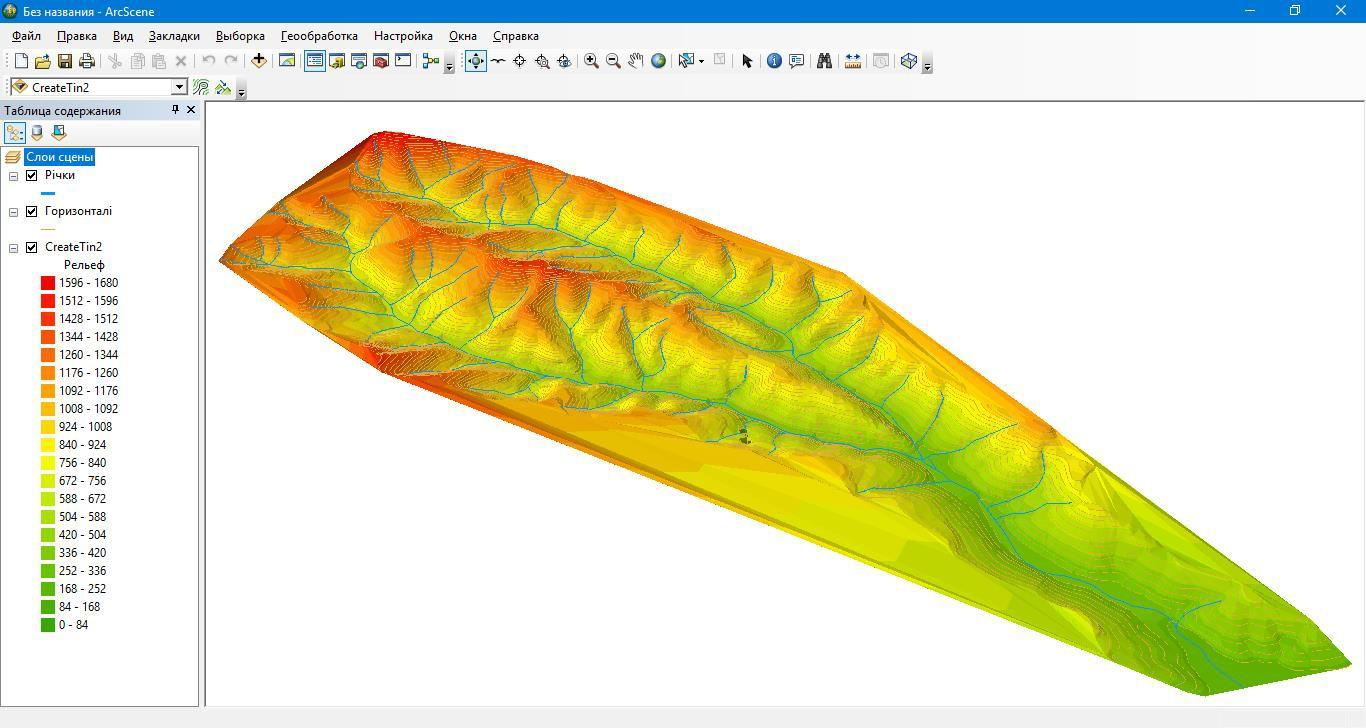 Без названия - ArcScene
Файл Правка Вид Закладки Выборка Геообработка Настройка Окна Справка
CreateTin2
Таблица содержания
Слои сцены
Річки
Горизонталі
CreateTin2
Рельеф
1596 - 1680
1512 - 1596
1428 - 1512
1344 - 1428
1260 - 1344
1176 - 1260
1092 - 1176
1008 - 1092
924 - 1008
840 - 924
756 - 840
672 - 756
588 - 672
504 - 588
420 - 504
336 - 420
252 - 336
168 - 252
84 - 168
0 - 84